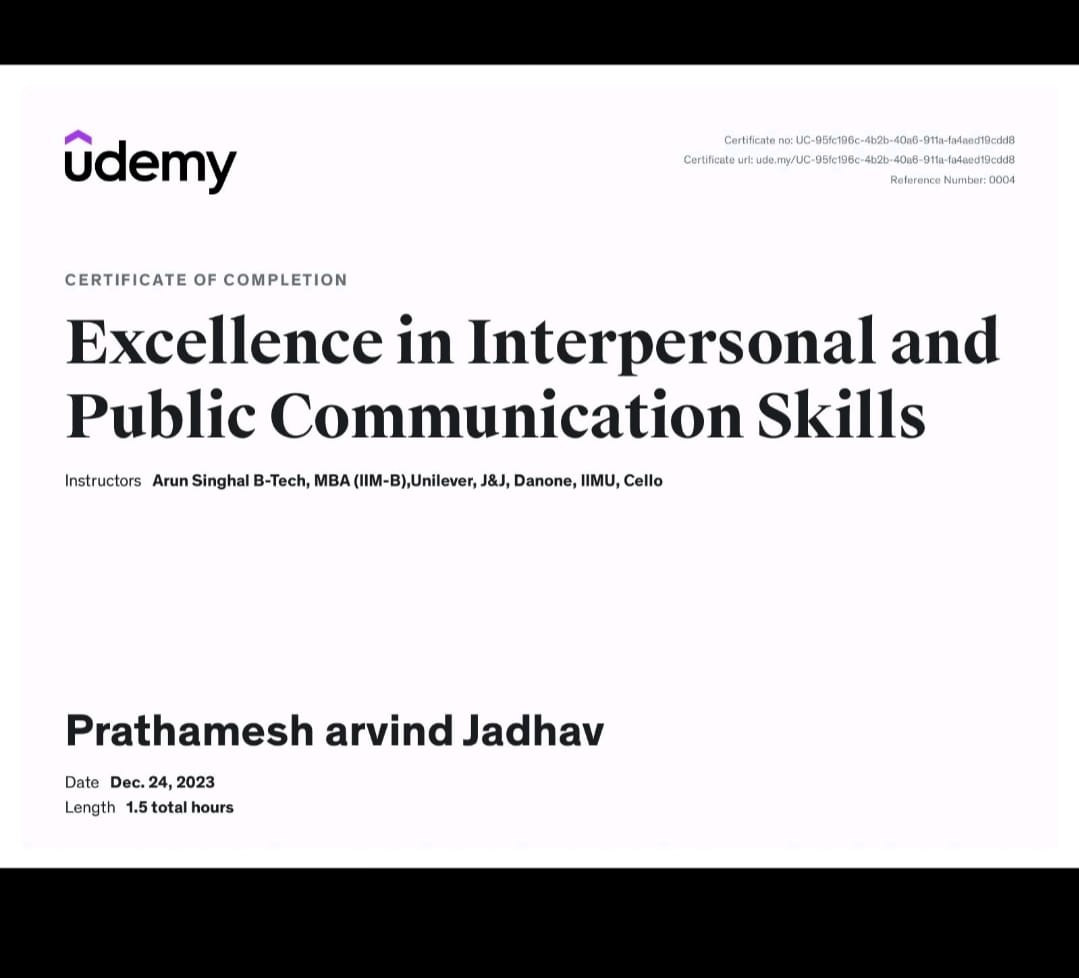 udemy
Certificate no: UC-95fc196c-4b2b-40a6-911a-fa4aed19cdd8
Certificate url: ude.my/UC-95fc196c-4b2b-40a6-911a-fa4aed19cdd8
Reference Number: 0004
CERTIFICATE OF COMPLETION
Excellence in Interpersonal and
Public Communication Skills
Instructors Arun Singhal B-Tech, MBA (IIM-B),Unilever, J&J, Danone, IIMU, Cello
Prathamesh arvind Jadhav
Date Dec. 24, 2023
Length 1.5 total hours